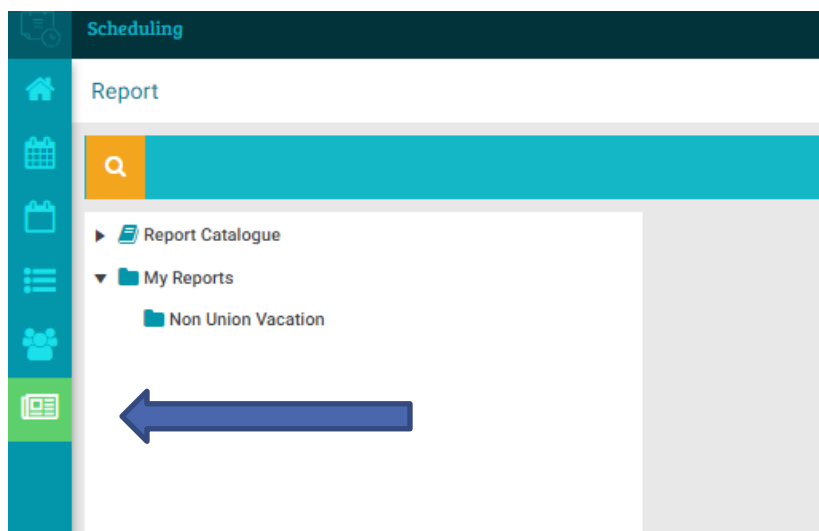 Scheduling
Report
Report Catalogue
My Reports
Non Union Vacation